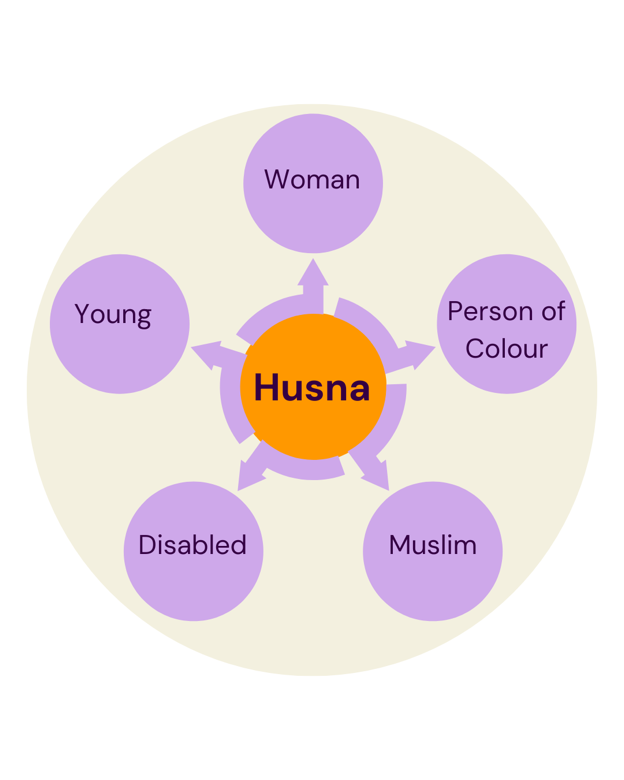 Woman
Young
Person of
Colour
Husna
Disabled
Muslim